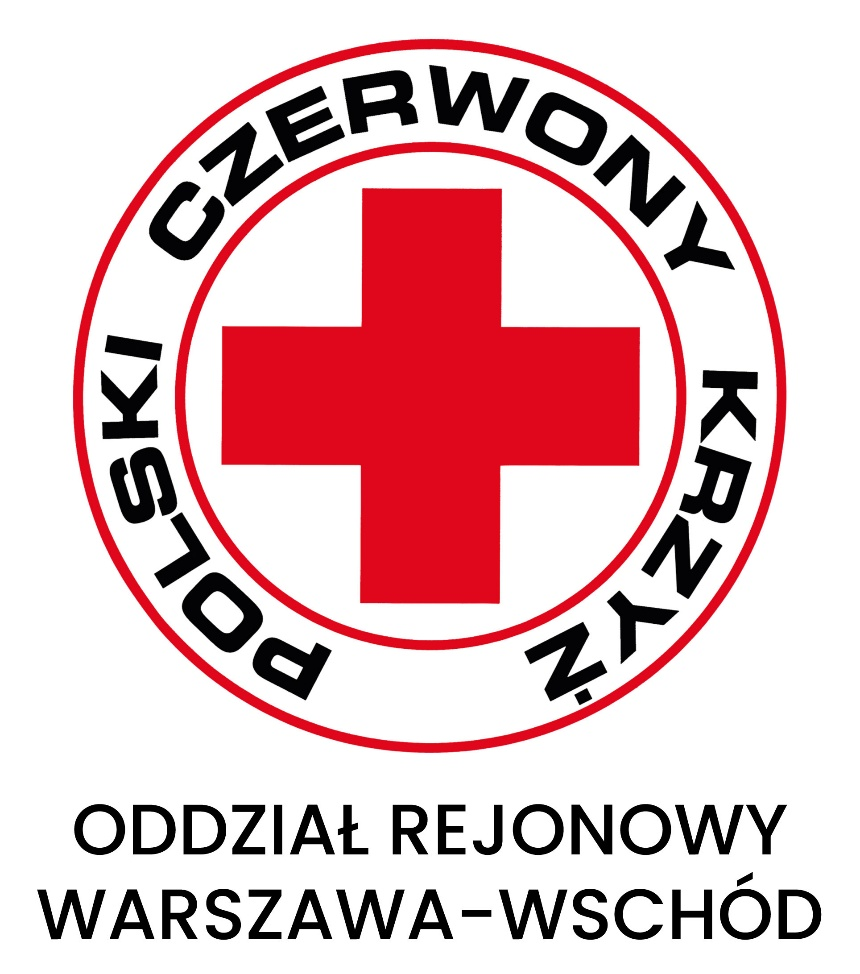 POLSKI CZERWONY KRZYŻ
ODDZIAŁ REJONOWY
WARSZAWA-WSCHÓD